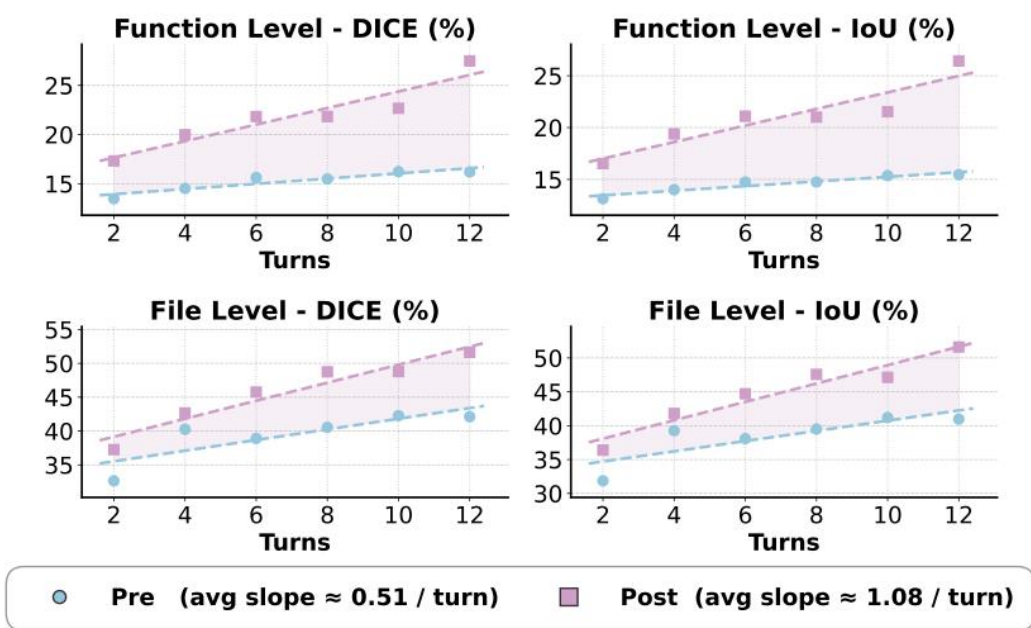 Function Level - DICE (%)
25
20
15
2 4 6 8 10 12
Turns
Function Level - IoU (%)
25
20
15
2 4 6 8 10 12
Turns
File Level - DICE (%)
55
50
45
40
35
2 4 6 8 10 12
Turns
File Level - IoU (%)
50
45
40
35
30
2 4 6 8 10 12
Turns
Pre (avg slope ≈ 0.51 / turn) Post (avg slope ≈ 1.08 / turn)